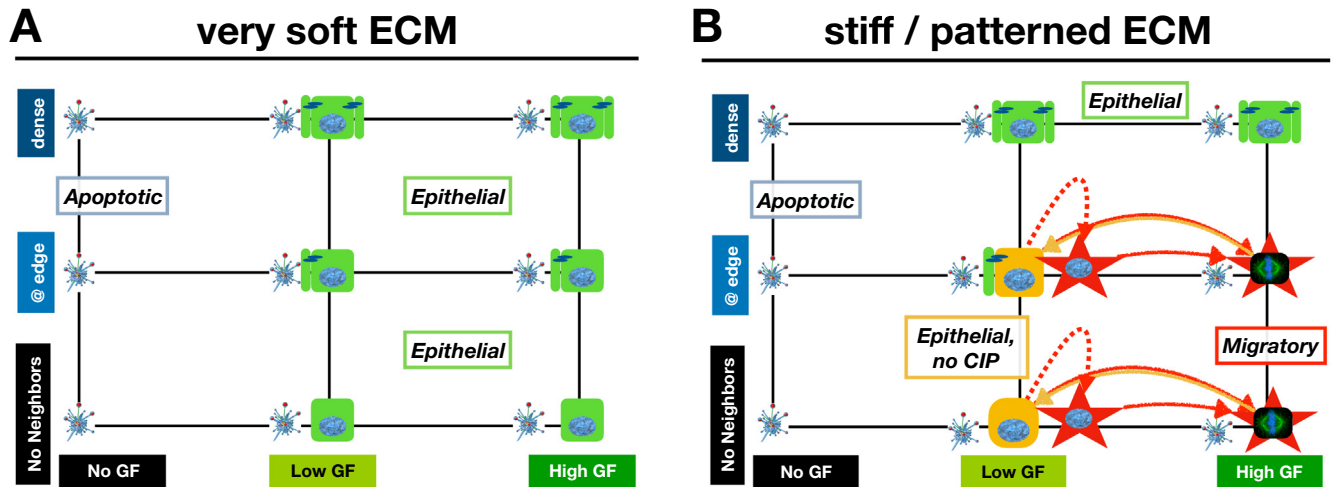 A
very soft ECM
dense
Apoptotic
Epithelial
@ edge
Epithelial
No Neighbors
No GF
Low GF
High GF
B
stiff / patterned ECM
dense
Epithelial
Apoptotic
@ edge
Epithelial,
no CIP
Migratory
No Neighbors
No GF
Low GF
High GF